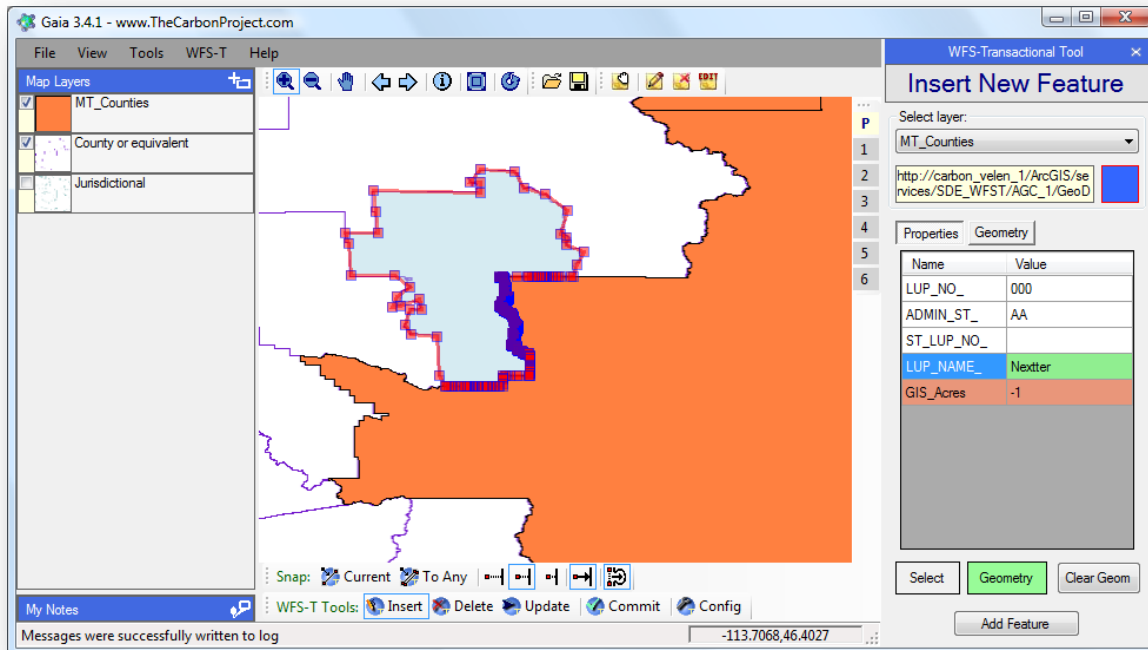 Gaia 3.4.1 - www.TheCarbonProject.com
File View Tools WFS-T Help
Map Layers
MT_Counties
County or equivalent
Jurisdictional
EDIT
P
1
2
3
4
5
6
Snap: Current To Any
WFS-T Tools: Insert Delete Update Commit Config
My Notes
Messages were successfully written to log
-113.7068,46.4027
WFS-Transactional Tool
Insert New Feature
Select layer:
MT_Counties
http://carbon_velen_1/ArcGIS/se
rvices/SDE_WFST/AGC_1/GeoD
Properties Geometry
Name Value
LUP_NO_ 000
ADMIN_ST_ AA
ST_LUP_NO_
LUP_NAME_ Nextter
GIS_Acres -1
Select Geometry Clear Geom
Add Feature